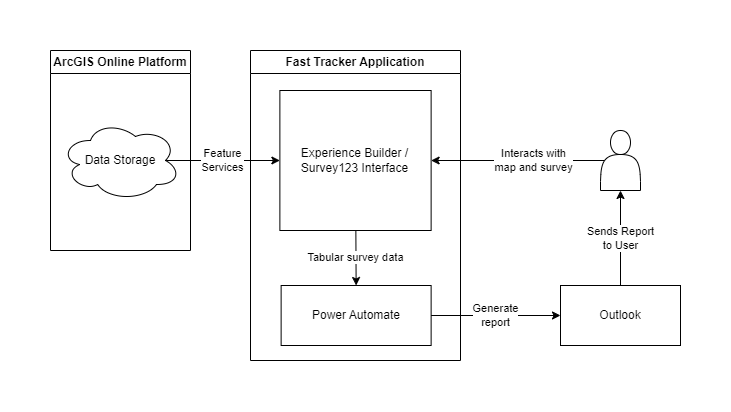 ArcGIS Online Platform
Fast Tracker Application
Data Storage
Feature
Services
Experience Builder /
Survey123 Interface
Interacts with
map and survey
Tabular survey data
Sends Report
to User
Power Automate
Generate
report
Outlook